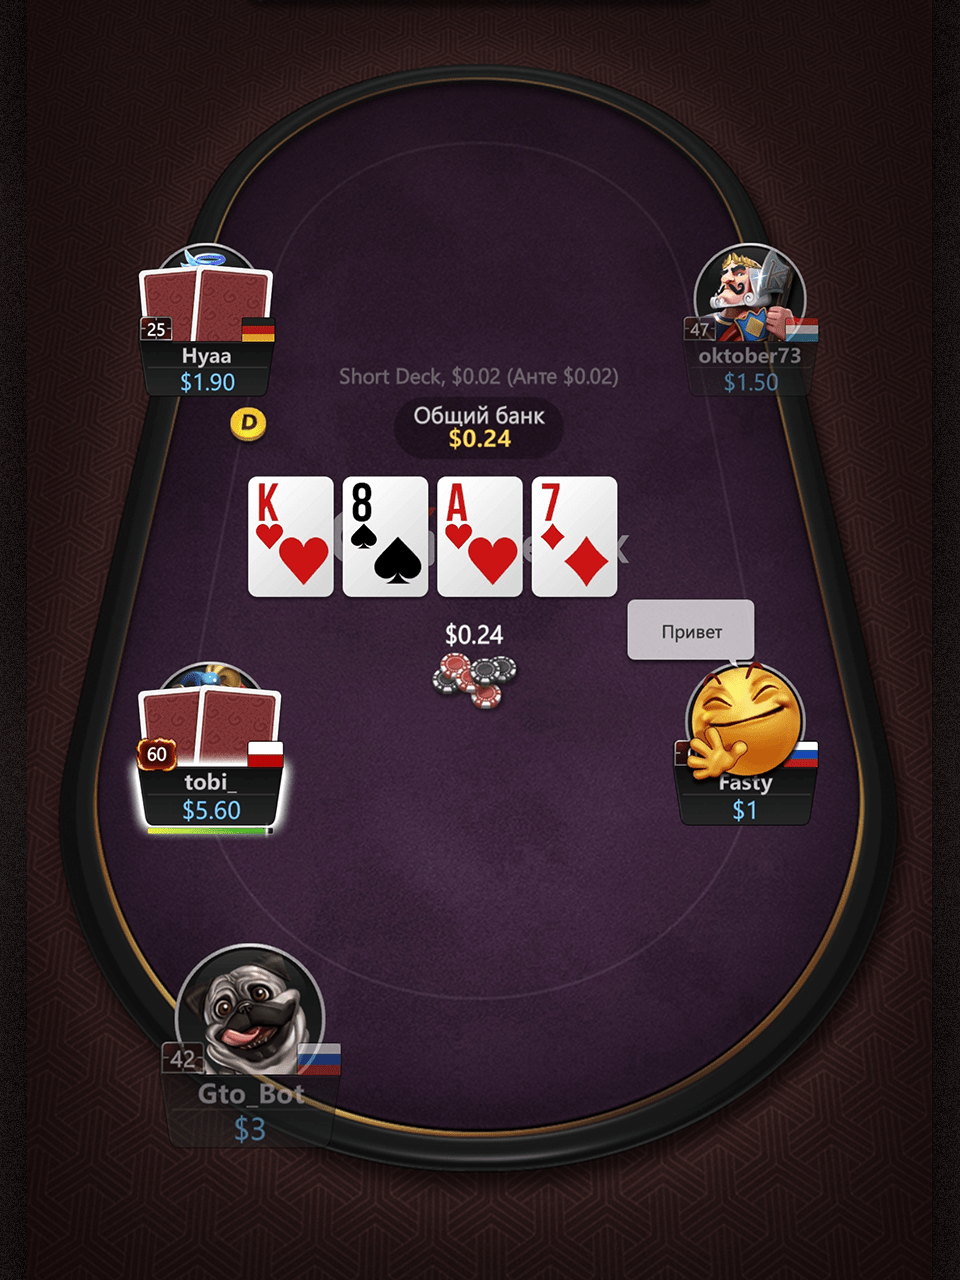 25
Hyaa
$1.90
47
oktober73
$1.50
Short Deck, $0.02 (Анте $0.02)
Общий банк
$0.24
D
K
8
A
7
$0.24
Привет
60
tobi_
$5.60
Fasty
$1
42
Gto_Bot
$3